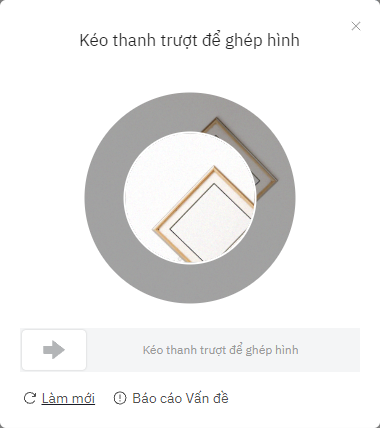 Kéo thanh trượt để ghép hình
Kéo thanh trượt để ghép hình
Làm mới
Báo cáo Vấn đề